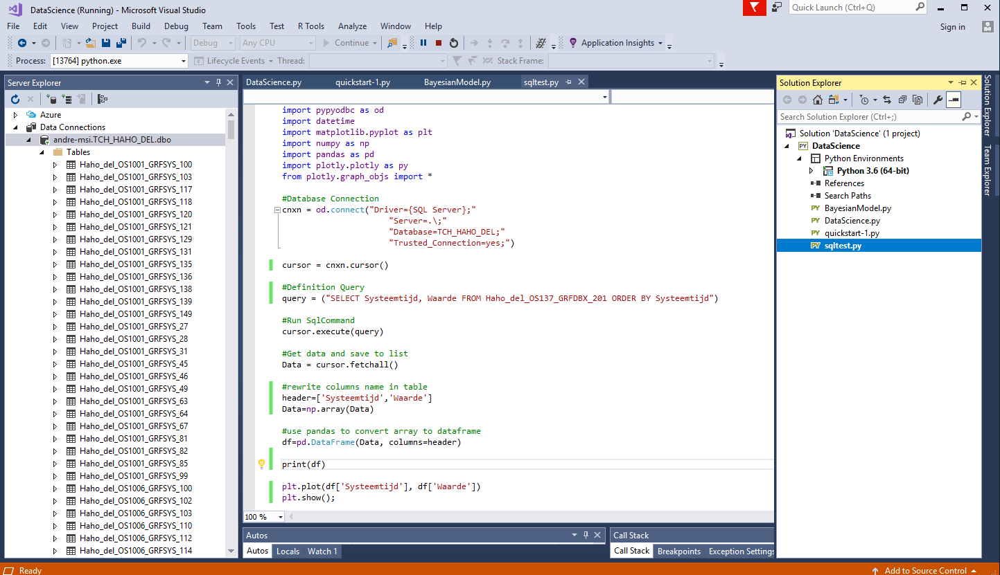 DataScience (Running) - Microsoft Visual Studio
Quick Launch (Ctrl+Q)
File Edit View Project Build Debug Team Tools Test R Tools Analyze Window Help
Sign in
Debug Any CPU Continue Application Insights
Process: [13764] python.exe Lifecycle Events Thread: Stack Frame:
Server Explorer
Azure
Data Connections
andre-msi.TCH_HAHO_DEL.dbo
Tables
Haho_del_OS1001_GRFSYS_100
Haho_del_OS1001_GRFSYS_103
Haho_del_OS1001_GRFSYS_117
Haho_del_OS1001_GRFSYS_118
Haho_del_OS1001_GRFSYS_120
Haho_del_OS1001_GRFSYS_121
Haho_del_OS1001_GRFSYS_129
Haho_del_OS1001_GRFSYS_131
Haho_del_OS1001_GRFSYS_135
Haho_del_OS1001_GRFSYS_136
Haho_del_OS1001_GRFSYS_138
Haho_del_OS1001_GRFSYS_139
Haho_del_OS1001_GRFSYS_149
Haho_del_OS1001_GRFSYS_27
Haho_del_OS1001_GRFSYS_28
Haho_del_OS1001_GRFSYS_31
Haho_del_OS1001_GRFSYS_45
Haho_del_OS1001_GRFSYS_46
Haho_del_OS1001_GRFSYS_49
Haho_del_OS1001_GRFSYS_63
Haho_del_OS1001_GRFSYS_64
Haho_del_OS1001_GRFSYS_67
Haho_del_OS1001_GRFSYS_81
Haho_del_OS1001_GRFSYS_82
Haho_del_OS1001_GRFSYS_85
Haho_del_OS1001_GRFSYS_99
Haho_del_OS1006_GRFSYS_100
Haho_del_OS1006_GRFSYS_102
Haho_del_OS1006_GRFSYS_103
Haho_del_OS1006_GRFSYS_110
Haho_del_OS1006_GRFSYS_112
Haho_del_OS1006_GRFSYS_114
DataScience.py quickstart-1.py BayesianModel.py sqltest.py
import pypyodbc as od
import datetime
import matplotlib.pyplot as plt
import numpy as np
import pandas as pd
import plotly.plotly as py
from plotly.graph_objs import *
#Database Connection
cnxn = od.connect("Driver={SQL Server};"
"Server=.\;"
"Database=TCH_HAHO_DEL;"
"Trusted_Connection=yes;")
cursor = cnxn.cursor()
#Definition Query
query = ("SELECT Systeemtijd, Waarde FROM Haho_del_OS137_GRFDBX_201 ORDER BY Systeemtijd")
#Run SqlCommand
cursor.execute(query)
#Get data and save to list
Data = cursor.fetchall()
#rewrite columns name in table
header=['Systeemtijd','Waarde']
Data=np.array(Data)
#use pandas to convert array to dataframe
df=pd.DataFrame(Data, columns=header)
print(df)
plt.plot(df['Systeemtijd'], df['Waarde'])
plt.show();
100 %
Autos
Autos Locals Watch 1
Call Stack
Call Stack Breakpoints Exception Settings
Solution Explorer
Search Solution Explorer (Ctrl+;)
Solution 'DataScience' (1 project)
PY DataScience
Python Environments
Python 3.6 (64-bit)
References
Search Paths
PY BayesianModel.py
PY DataScience.py
PY quickstart-1.py
PY sqltest.py
Solution Explorer
Team Explorer
Ready
Add to Source Control